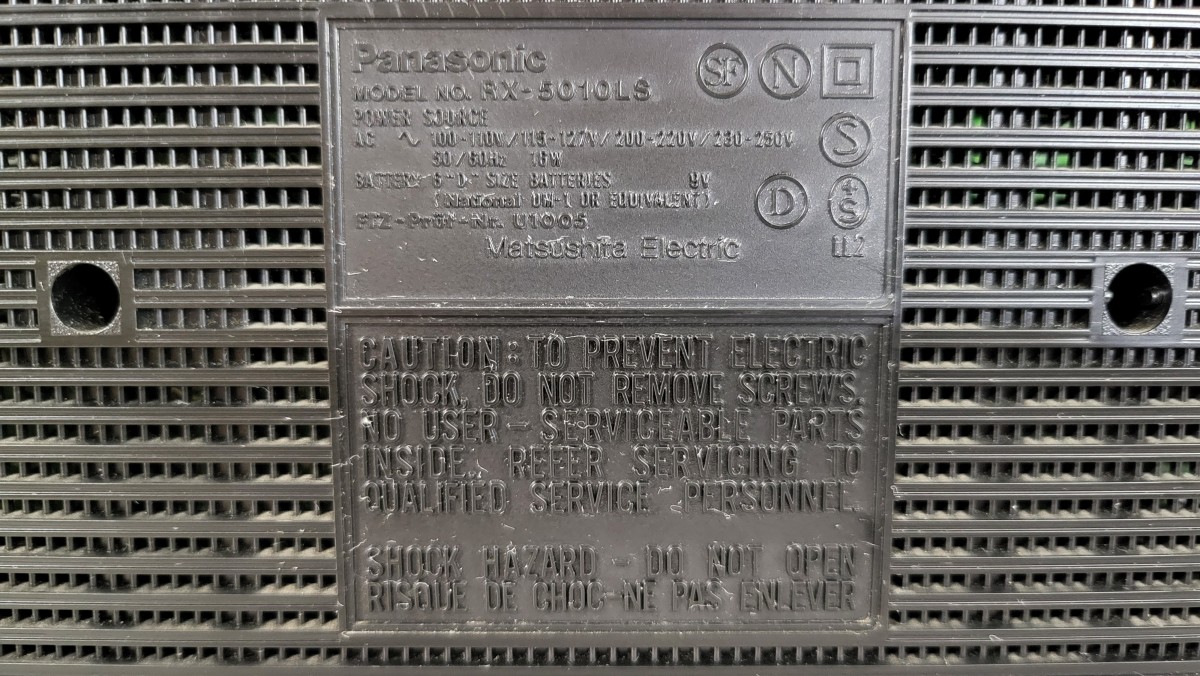 Panasonic
MODEL NO. RX-5010LS
POWER SOURCE
AC ∿ 100-110V/115-127V/200-220V/230-250V
50/60Hz 16W
BATTERY 6 "D" SIZE BATTERIES 9V
(National UM-1 OR EQUIVALENT).
FTZ-Prüf-Nr. U1005
Matsushita Electric
SF N
S
D +S
112
CAUTION: TO PREVENT ELECTRIC
SHOCK, DO NOT REMOVE SCREWS.
NO USER-SERVICEABLE PARTS
INSIDE. REFER SERVICING TO
QUALIFIED SERVICE PERSONNEL.
SHOCK HAZARD-DO NOT OPEN
RISQUE DE CHOC-NE PAS ENLEVER